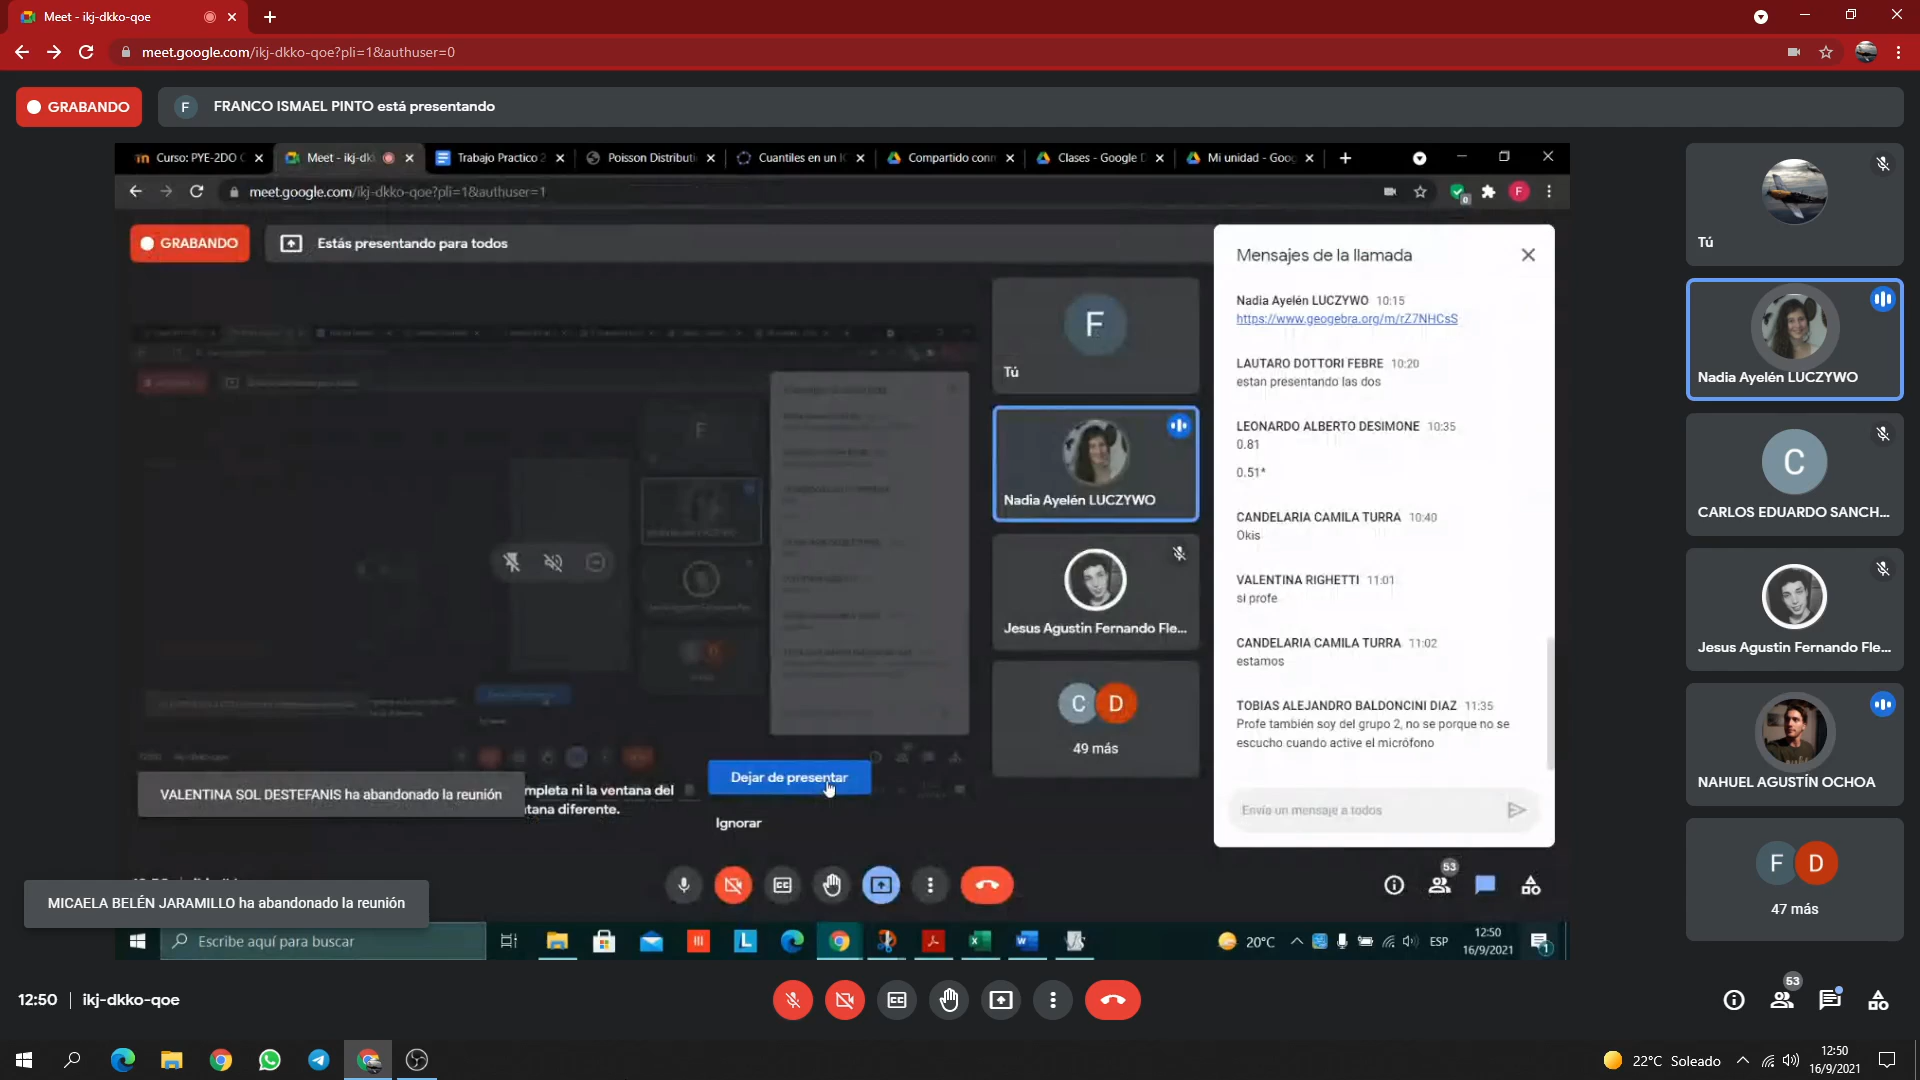 Meet - ikj-dkko-qoe
meet.google.com/ikj-dkko-qoe?pli=1&authuser=0
GRABANDO
F
FRANCO ISMAEL PINTO está presentando
Curso: PYE-2DO C
Meet - ikj-dk
Trabajo Practico 2
Poisson Distributi
Cuantiles en un
Compartido conn
Clases - Google D
Mi unidad - Goog
meet.google.com/ikj-dkko-qoe?pli=1&authuser=1
0
F
GRABANDO
Estás presentando para todos
Mensajes de la llamada
Nadia Ayelén LUCZYWO 10:15
https://www.geogebra.org/m/rZ7NHCsS
LAUTARO DOTTORI FEBRE 10:20
estan presentando las dos
LEONARDO ALBERTO DESIMONE 10:35
0.81
0.51*
CANDELARIA CAMILA TURRA 10:40
Okis
VALENTINA RIGHETTI 11:01
si profe
CANDELARIA CAMILA TURRA 11:02
estamos
TOBIAS ALEJANDRO BALDONCINI DIAZ 11:35
Profe también soy del grupo 2, no se porque no se
escucho cuando active el micrófono
Envía un mensaje a todos
F
Tú
Nadia Ayelén LUCZYWO
Jesus Agustin Fernando Fle...
C D
49 más
VALENTINA SOL DESTEFANIS ha abandonado la reunión
mpleta ni la ventana del
tana diferente.
Dejar de presentar
Ignorar
53
MICAELA BELÉN JARAMILLO ha abandonado la reunión
Escribe aquí para buscar
20°C
ESP
12:50
16/9/2021
1
Tú
Nadia Ayelén LUCZYWO
C
CARLOS EDUARDO SANCH...
Jesus Agustin Fernando Fle...
NAHUEL AGUSTÍN OCHOA
F D
47 más
12:50
ikj-dkko-qoe
53
22°C Soleado
12:50
16/9/2021